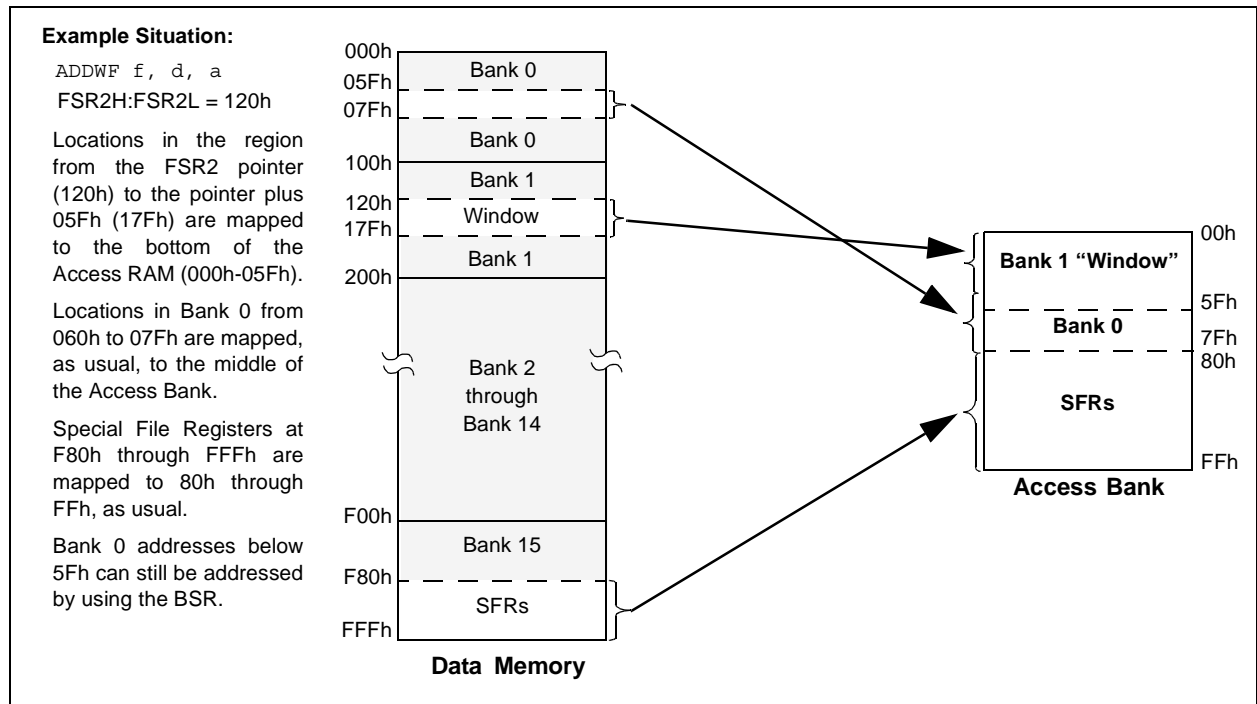 Example Situation:
ADDWF f, d, a
FSR2H:FSR2L = 120h
Locations in the region
from the FSR2 pointer
(120h) to the pointer plus
05Fh (17Fh) are mapped
to the bottom of the
Access RAM (000h-05Fh).
Locations in Bank 0 from
060h to 07Fh are mapped,
as usual, to the middle of
the Access Bank.
Special File Registers at
F80h through FFFh are
mapped to 80h through
FFh, as usual.
Bank 0 addresses below
5Fh can still be addressed
by using the BSR.
000h
Bank 0
05Fh
07Fh
Bank 0
100h
Bank 1
120h
Window
17Fh
Bank 1
200h
Bank 2
through
Bank 14
F00h
Bank 15
F80h
SFRs
FFFh
Data Memory
00h
Bank 1 “Window”
5Fh
Bank 0
7Fh
80h
SFRs
FFh
Access Bank